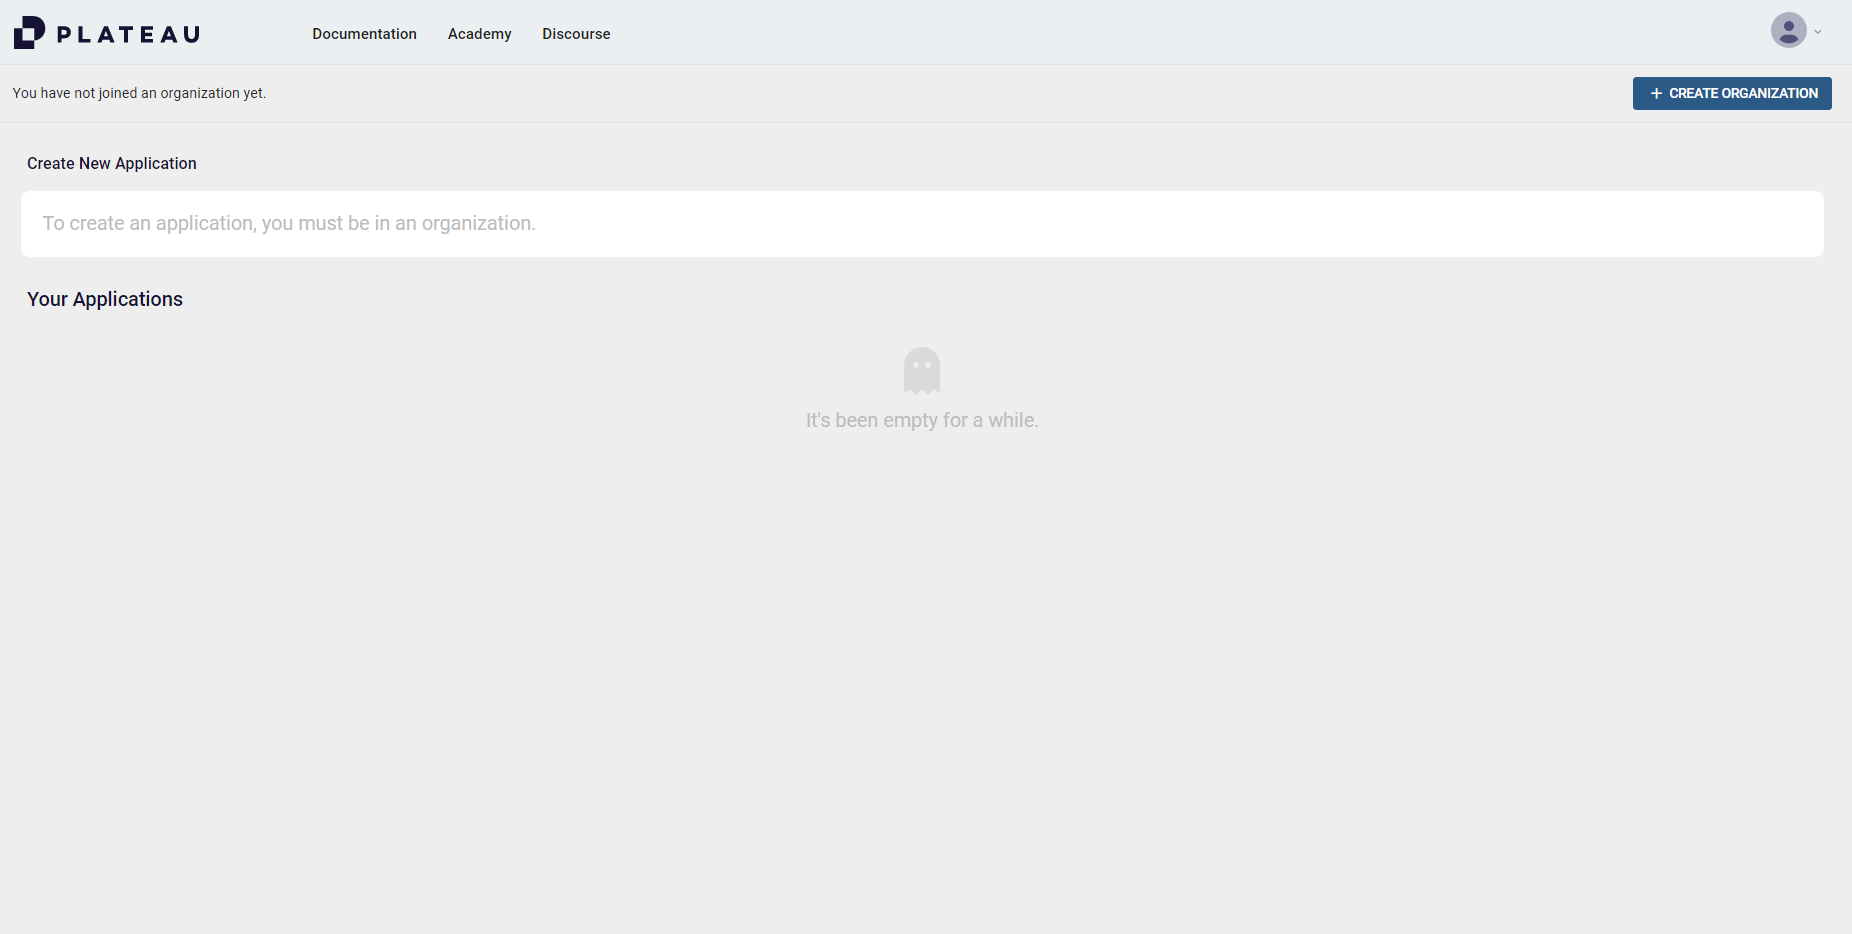 PLATEAU
Documentation Academy Discourse
You have not joined an organization yet.
+ CREATE ORGANIZATION
Create New Application
To create an application, you must be in an organization.
Your Applications
It's been empty for a while.